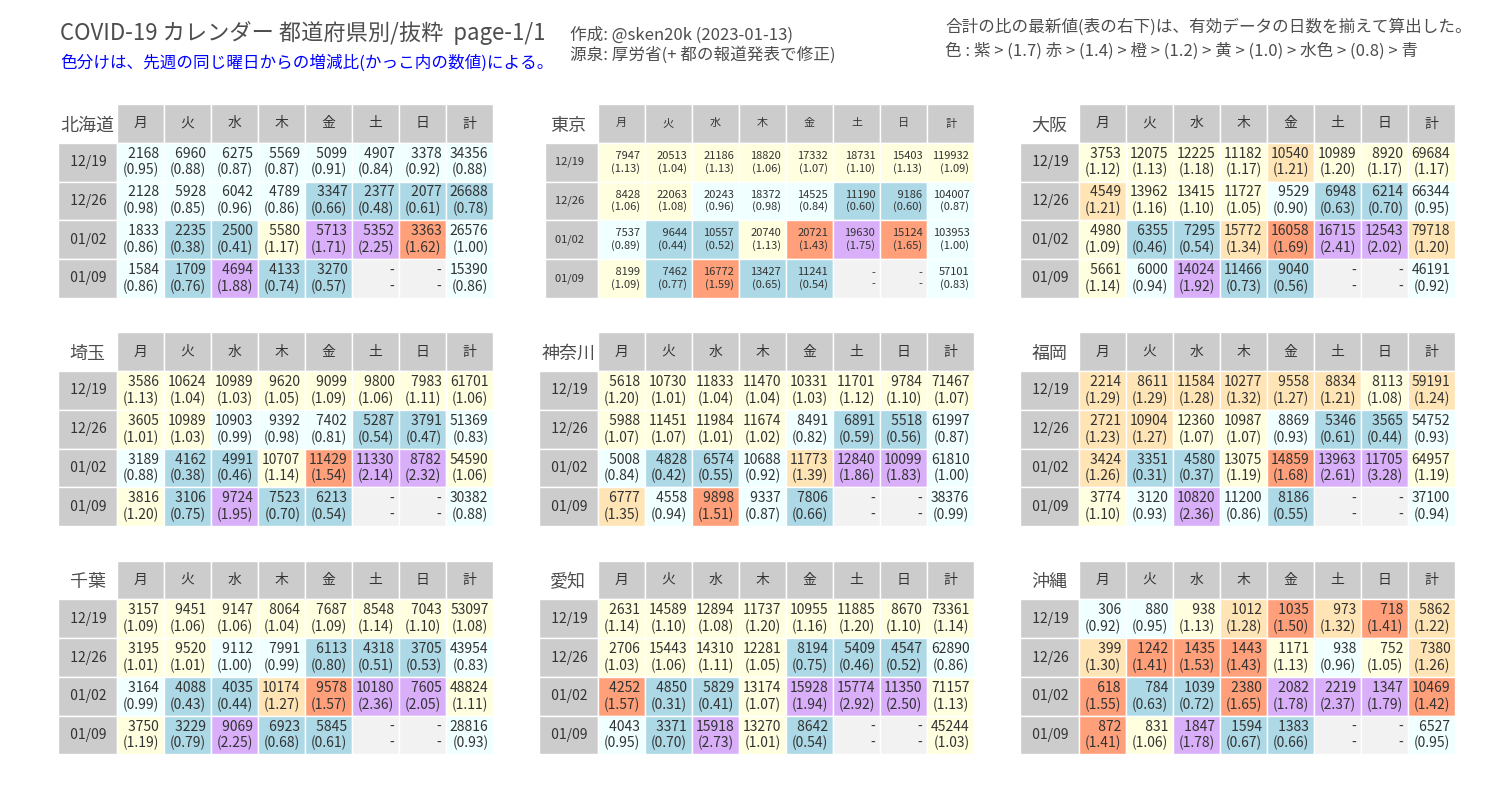 COVID-19 カレンダー 都道府県別/抜粋 page-1/1
色分けは、先週の同じ曜日からの増減比(かっこ内の数値)による。
作成: @sken20k (2023-01-13)
源泉: 厚労省(+ 都の報道発表で修正)
合計の比の最新値(表の右下)は、有効データの日数を揃えて算出した。
色 : 紫 > (1.7) 赤 > (1.4) > 橙 > (1.2) > 黄 > (1.0) > 水色 > (0.8) > 青
北海道 月 火 水 木 金 土 日 計
12/19 2168 6960 6275 5569 5099 4907 3378 34356
(0.95) (0.88) (0.87) (0.87) (0.91) (0.84) (0.92) (0.88)
12/26 2128 5928 6042 4789 3347 2377 2077 26688
(0.98) (0.85) (0.96) (0.86) (0.66) (0.48) (0.61) (0.78)
01/02 1833 2235 2500 5580 5713 5352 3363 26576
(0.86) (0.38) (0.41) (1.17) (1.71) (2.25) (1.62) (1.00)
01/09 1584 1709 4694 4133 3270 - - 15390
(0.86) (0.76) (1.88) (0.74) (0.57) - - (0.86)
東京 月 火 水 木 金 土 日 計
12/19 7947 20513 21186 18820 17332 18731 15403 119932
(1.13) (1.04) (1.13) (1.06) (1.07) (1.10) (1.13) (1.09)
12/26 8428 22063 20243 18372 14525 11190 9186 104007
(1.06) (1.08) (0.96) (0.98) (0.84) (0.60) (0.60) (0.87)
01/02 7537 9644 10557 20740 20721 19630 15124 103953
(0.89) (0.44) (0.52) (1.13) (1.43) (1.75) (1.65) (1.00)
01/09 8199 7462 16772 13427 11241 - - 57101
(1.09) (0.77) (1.59) (0.65) (0.54) - - (0.83)
大阪 月 火 水 木 金 土 日 計
12/19 3753 12075 12225 11182 10540 10989 8920 69684
(1.12) (1.13) (1.18) (1.17) (1.21) (1.20) (1.17) (1.17)
12/26 4549 13962 13415 11727 9529 6948 6214 66344
(1.21) (1.16) (1.10) (1.05) (0.90) (0.63) (0.70) (0.95)
01/02 4980 6355 7295 15772 16058 16715 12543 79718
(1.09) (0.46) (0.54) (1.34) (1.69) (2.41) (2.02) (1.20)
01/09 5661 6000 14024 11466 9040 - - 46191
(1.14) (0.94) (1.92) (0.73) (0.56) - - (0.92)
埼玉 月 火 水 木 金 土 日 計
12/19 3586 10624 10989 9620 9099 9800 7983 61701
(1.13) (1.04) (1.03) (1.05) (1.09) (1.06) (1.11) (1.06)
12/26 3605 10989 10903 9392 7402 5287 3791 51369
(1.01) (1.03) (0.99) (0.98) (0.81) (0.54) (0.47) (0.83)
01/02 3189 4162 4991 10707 11429 11330 8782 54590
(0.88) (0.38) (0.46) (1.14) (1.54) (2.14) (2.32) (1.06)
01/09 3816 3106 9724 7523 6213 - - 30382
(1.20) (0.75) (1.95) (0.70) (0.54) - - (0.88)
神奈川 月 火 水 木 金 土 日 計
12/19 5618 10730 11833 11470 10331 11701 9784 71467
(1.20) (1.01) (1.04) (1.04) (1.03) (1.12) (1.10) (1.07)
12/26 5988 11451 11984 11674 8491 6891 5518 61997
(1.07) (1.07) (1.01) (1.02) (0.82) (0.59) (0.56) (0.87)
01/02 5008 4828 6574 10688 11773 12840 10099 61810
(0.84) (0.42) (0.55) (0.92) (1.39) (1.86) (1.83) (1.00)
01/09 6777 4558 9898 9337 7806 - - 38376
(1.35) (0.94) (1.51) (0.87) (0.66) - - (0.99)
福岡 月 火 水 木 金 土 日 計
12/19 2214 8611 11584 10277 9558 8834 8113 59191
(1.29) (1.29) (1.28) (1.32) (1.27) (1.21) (1.08) (1.24)
12/26 2721 10904 12360 10987 8869 5346 3565 54752
(1.23) (1.27) (1.07) (1.07) (0.93) (0.61) (0.44) (0.93)
01/02 3424 3351 4580 13075 14859 13963 11705 64957
(1.26) (0.31) (0.37) (1.19) (1.68) (2.61) (3.28) (1.19)
01/09 3774 3120 10820 11200 8186 - - 37100
(1.10) (0.93) (2.36) (0.86) (0.55) - - (0.94)
千葉 月 火 水 木 金 土 日 計
12/19 3157 9451 9147 8064 7687 8548 7043 53097
(1.09) (1.06) (1.06) (1.04) (1.09) (1.14) (1.10) (1.08)
12/26 3195 9520 9112 7991 6113 4318 3705 43954
(1.01) (1.01) (1.00) (0.99) (0.80) (0.51) (0.53) (0.83)
01/02 3164 4088 4035 10174 9578 10180 7605 48824
(0.99) (0.43) (0.44) (1.27) (1.57) (2.36) (2.05) (1.11)
01/09 3750 3229 9069 6923 5845 - - 28816
(1.19) (0.79) (2.25) (0.68) (0.61) - - (0.93)
愛知 月 火 水 木 金 土 日 計
12/19 2631 14589 12894 11737 10955 11885 8670 73361
(1.14) (1.10) (1.08) (1.20) (1.16) (1.20) (1.10) (1.14)
12/26 2706 15443 14310 12281 8194 5409 4547 62890
(1.03) (1.06) (1.11) (1.05) (0.75) (0.46) (0.52) (0.86)
01/02 4252 4850 5829 13174 15928 15774 11350 71157
(1.57) (0.31) (0.41) (1.07) (1.94) (2.92) (2.50) (1.13)
01/09 4043 3371 15918 13270 8642 - - 45244
(0.95) (0.70) (2.73) (1.01) (0.54) - - (1.03)
沖縄 月 火 水 木 金 土 日 計
12/19 306 880 938 1012 1035 973 718 5862
(0.92) (0.95) (1.13) (1.28) (1.50) (1.32) (1.41) (1.22)
12/26 399 1242 1435 1443 1171 938 752 7380
(1.30) (1.41) (1.53) (1.43) (1.13) (0.96) (1.05) (1.26)
01/02 618 784 1039 2380 2082 2219 1347 10469
(1.55) (0.63) (0.72) (1.65) (1.78) (2.37) (1.79) (1.42)
01/09 872 831 1847 1594 1383 - - 6527
(1.41) (1.06) (1.78) (0.67) (0.66) - - (0.95)